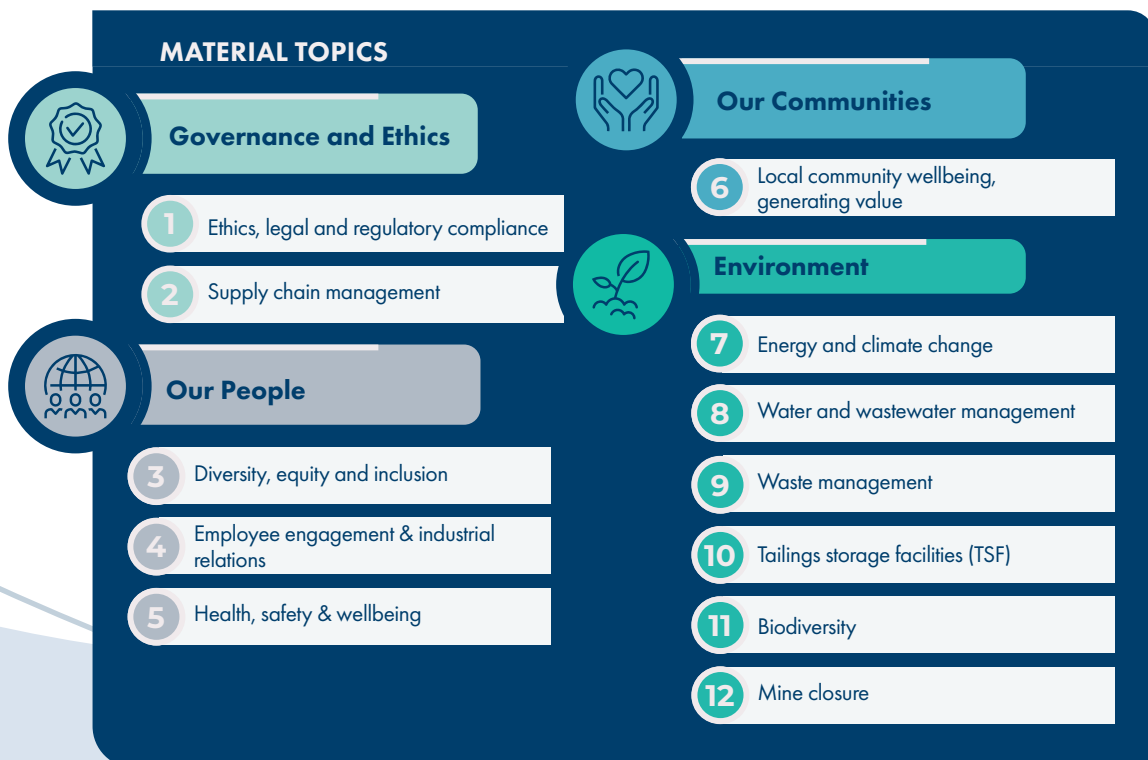 MATERIAL TOPICS
Governance and Ethics
1
Ethics, legal and regulatory compliance
2
Supply chain management
Our People
3
Diversity, equity and inclusion
4
Employee engagement & industrial
relations
5
Health, safety & wellbeing
Our Communities
6
Local community wellbeing,
generating value
Environment
7
Energy and climate change
8
Water and wastewater management
9
Waste management
10
Tailings storage facilities (TSF)
11
Biodiversity
12
Mine closure